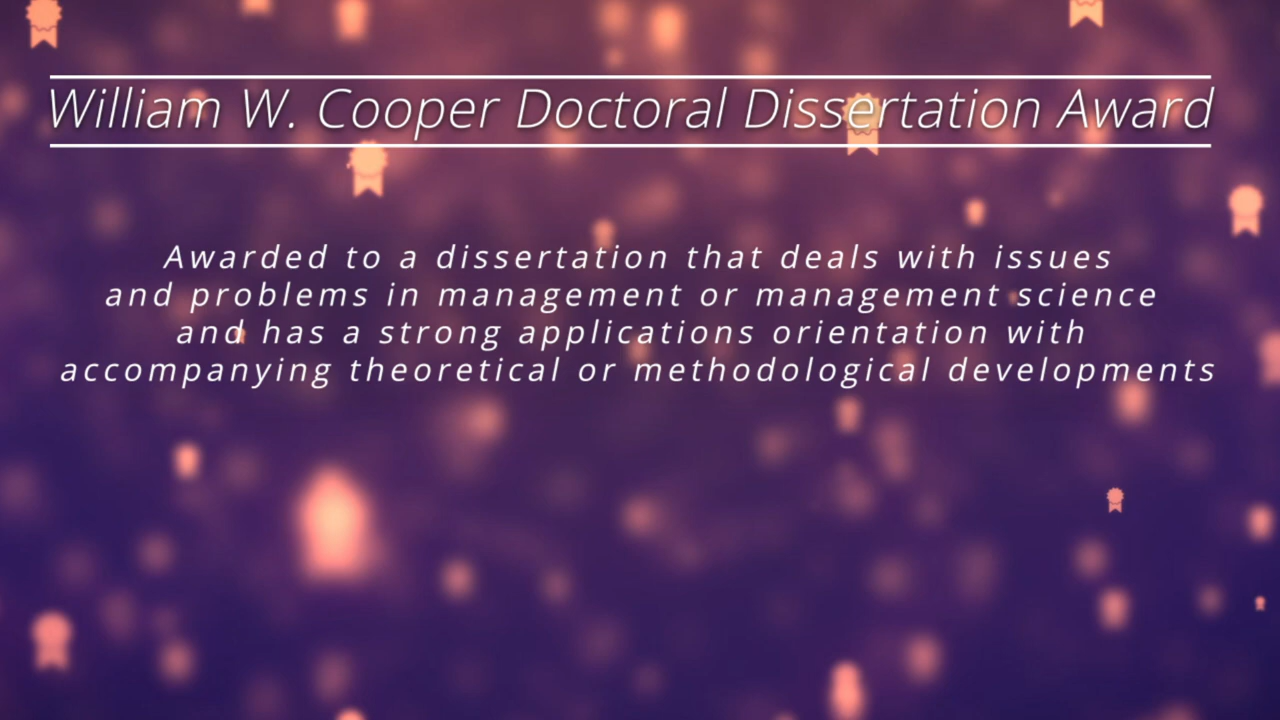 William W. Cooper Doctoral Dissertation Award
Awarded to a dissertation that deals with issues
and problems in management or management science
and has a strong applications orientation with
accompanying theoretical or methodological developments